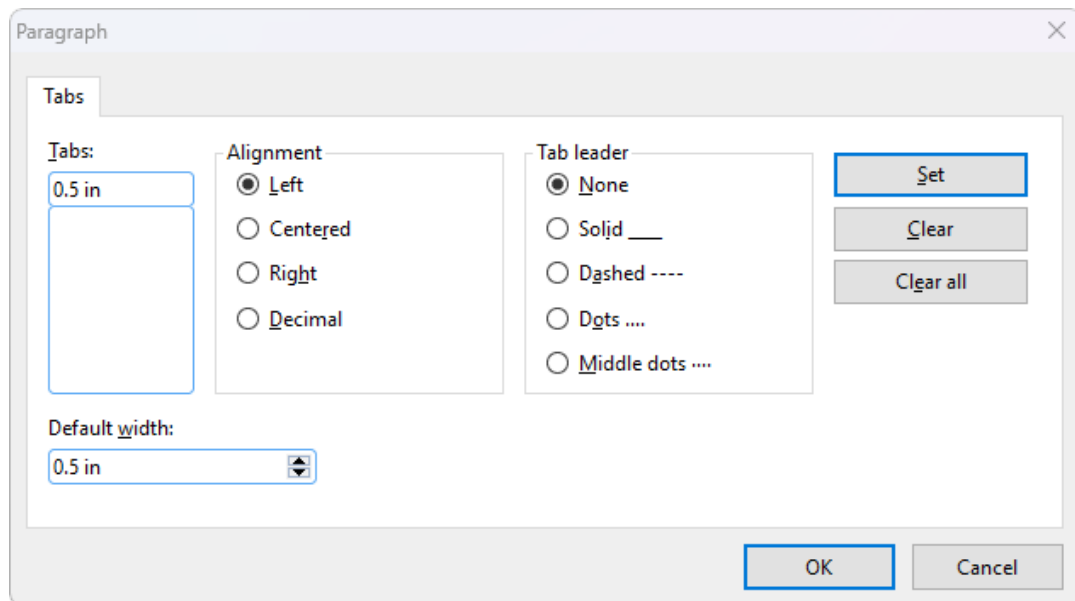 Paragraph
Tabs
Tabs:
0.5 in
Alignment
Left
Centered
Right
Decimal
Tab leader
None
Solid ___
Dashed ----
Dots ....
Middle dots ····
Set
Clear
Clear all
Default width:
0.5 in
OK
Cancel